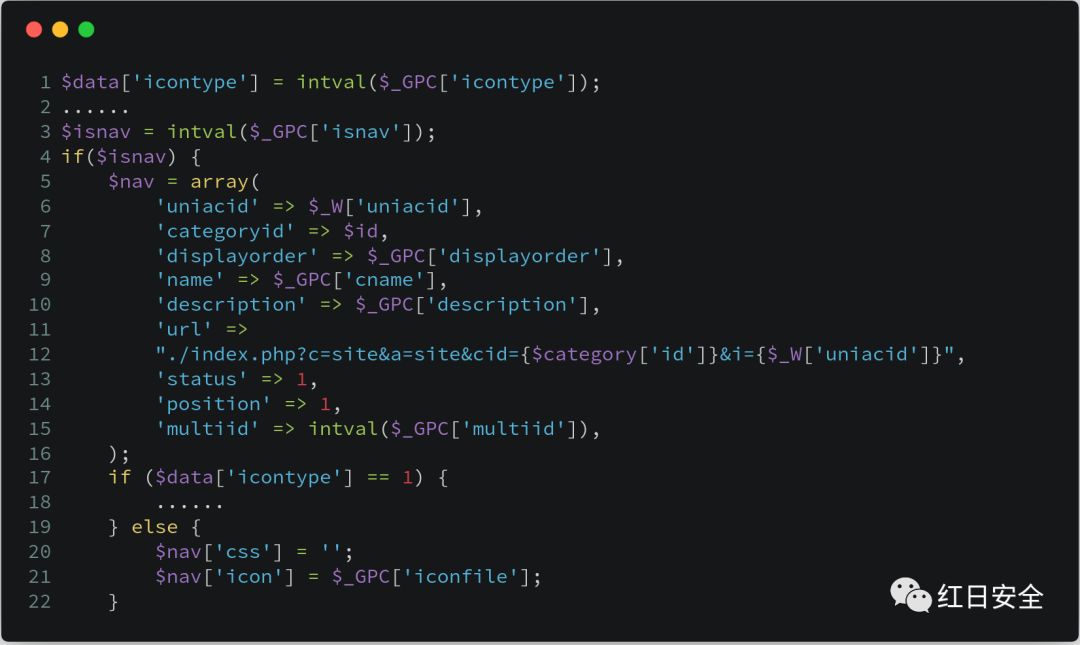 1 $data['icontype'] = intval($_GPC['icontype']);
2 ......
3 $isnav = intval($_GPC['isnav']);
4 if($isnav) {
5     $nav = array(
6         'uniacid' => $_W['uniacid'],
7         'categoryid' => $id,
8         'displayorder' => $_GPC['displayorder'],
9         'name' => $_GPC['cname'],
10         'description' => $_GPC['description'],
11         'url' =>
12         "./index.php?c=site&a=site&cid={$category['id']}&i={$_W['uniacid']}",
13         'status' => 1,
14         'position' => 1,
15         'multiid' => intval($_GPC['multiid']),
16     );
17     if ($data['icontype'] == 1) {
18         ......
19     } else {
20         $nav['css'] = '';
21         $nav['icon'] = $_GPC['iconfile'];
22     }
红日安全